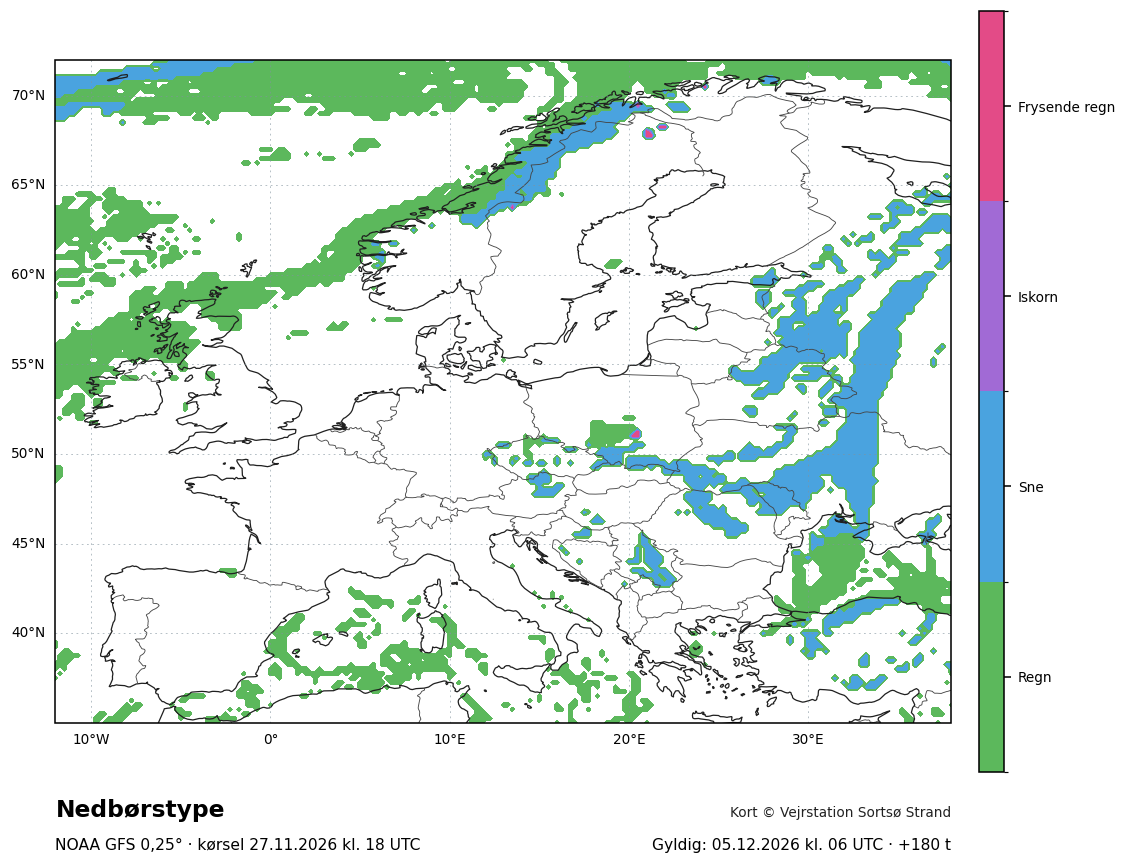 70°N
65°N
60°N
55°N
50°N
45°N
40°N
10°W
0°
10°E
20°E
30°E
Frysende regn
Iskorn
Sne
Regn
Nedbørstype
Kort © Vejrstation Sortsø Strand
NOAA GFS 0,25° · kørsel 27.11.2026 kl. 18 UTC
Gyldig: 05.12.2026 kl. 06 UTC · +180 t